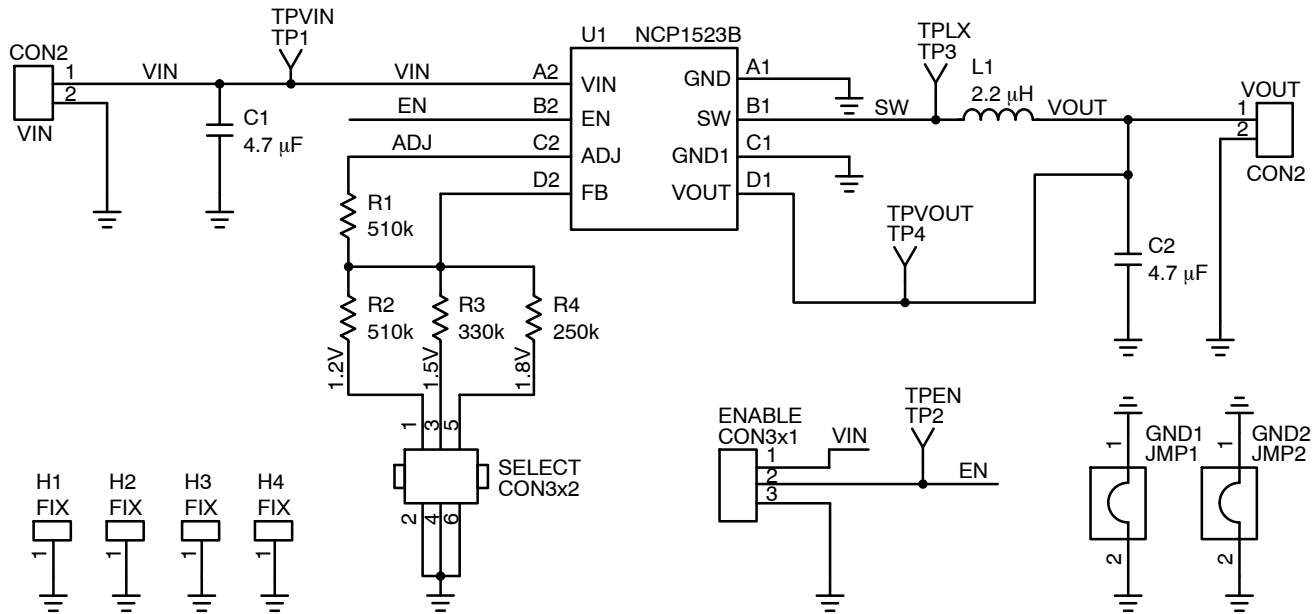 CON2
1
2
VIN
VIN
TPVIN
TP1
VIN
C1
4.7 μF
U1 NCP1523B
A2 VIN
EN B2 EN
ADJ C2 ADJ
D2 FB
GND A1
SW B1
GND1 C1
VOUT D1
SW
TPLX
TP3
L1
2.2 μH
VOUT
VOUT
1
2
CON2
TPVOUT
TP4
C2
4.7 μF
R1
510k
R2
510k
R3
330k
R4
250k
1.2V
1.5V
1.8V
1 3 5
SELECT
CON3x2
2 4 6
ENABLE
CON3x1
1
2
3
VIN
TPEN
TP2
EN
1
GND1
JMP1
2
1
GND2
JMP2
2
H1
FIX
1
H2
FIX
1
H3
FIX
1
H4
FIX
1